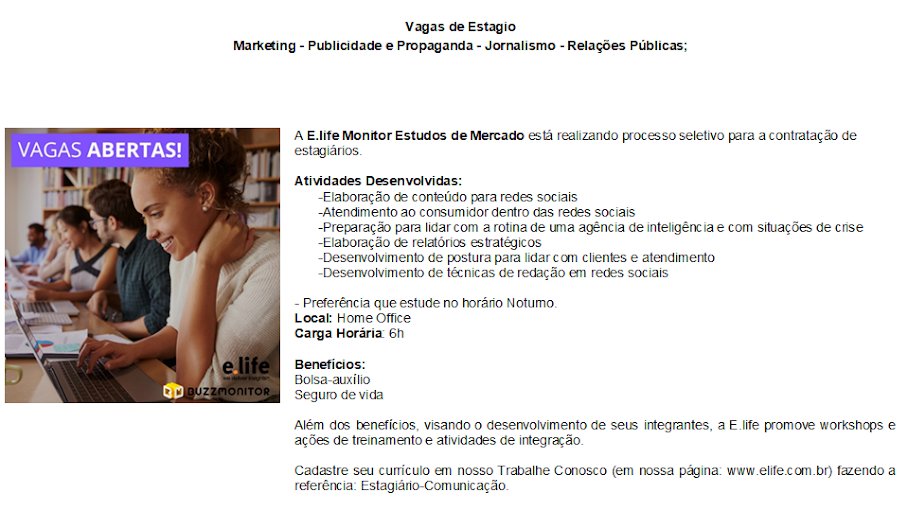 Vagas de Estagio
Marketing - Publicidade e Propaganda - Jornalismo - Relações Públicas;
VAGAS ABERTAS!
e.life
BUZZMONITOR
A E.life Monitor Estudos de Mercado está realizando processo seletivo para a contratação de
estagiários.
Atividades Desenvolvidas:
-Elaboração de conteúdo para redes sociais
-Atendimento ao consumidor dentro das redes sociais
-Preparação para lidar com a rotina de uma agência de inteligência e com situações de crise
-Elaboração de relatórios estratégicos
-Desenvolvimento de postura para lidar com clientes e atendimento
-Desenvolvimento de técnicas de redação em redes sociais
- Preferência que estude no horário Noturno.
Local: Home Office
Carga Horária: 6h
Benefícios:
Bolsa-auxílio
Seguro de vida
Além dos benefícios, visando o desenvolvimento de seus integrantes, a E.life promove workshops e
ações de treinamento e atividades de integração.
Cadastre seu currículo em nosso Trabalhe Conosco (em nossa página: www.elife.com.br) fazendo a
referência: Estagiário-Comunicação.